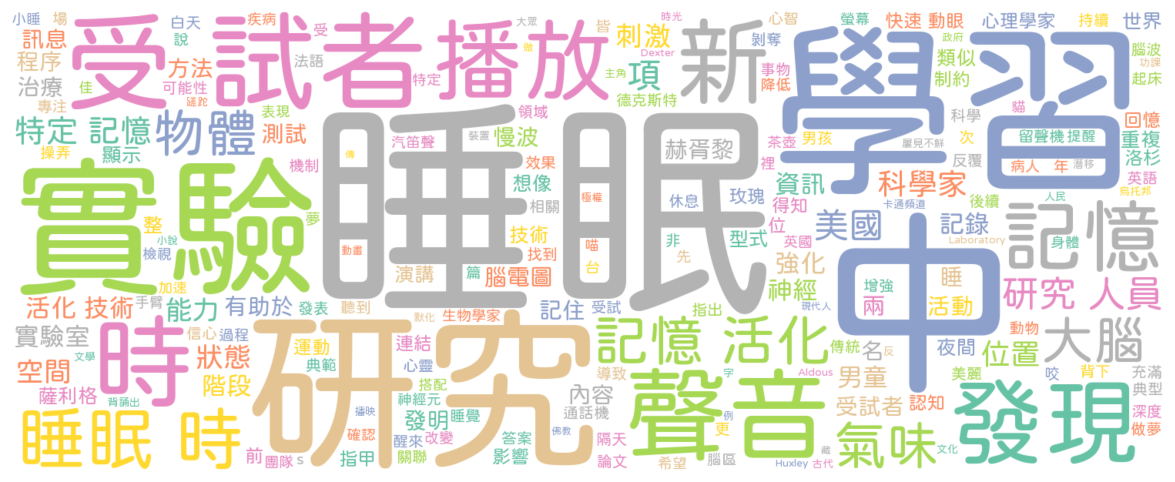 小睡 場 白天 疾病 受 大眾 時光 皆 心智 螢幕 快速 動眼 心理學家 持續 世界
訊息 說 做 Dexter 剝奪 政府 腦波
受試者 播放 刺激 新 學習
程序 方法 法語 特定 主角 項 事物 類似 功課
治療 可能性 德克斯特 降低 制約 起床
專注 佳 蹉跎 表現 領域 科學 貓
特定 記憶 物體 測試 汽笛聲 裝置 慢波 赫胥黎 茶壺 男孩 次 留聲機 提醒 回憶
操弄 顯示 機制 傳 效果 裡 反覆 屢見不鮮 重複
實驗 睡眠 想像 資訊 科學家 病人 年 潛移 洛杉
英語 烏托邦
夢 極權 相關 休息 玫瑰 得知 卡通頻道 後續 人民
整 喵 技術 非 型式 位 美國 記錄 記憶
檢視 小說 動畫 找到 先 英國 Laboratory 身體
加速 演講 篇 台 腦電圖 強化 睡 中 增強
活化 技術 手臂 能力 有助於 發表 聽到 記住 受試 神經 兩 活動 研究 人員
默化 生物學家 指出 現代人
實驗室 時 信心 過程 研究 記憶 活化 傳統 名 反 夜間 動物 位置 大腦
文學 狀態 運動 連結
空間 典範 心靈 導致 字 Aldous 美麗 咬 背下 充滿
薩利格 階段 搭配 內容 聲音 男童 典型
背誦出 神經元 通話機 受試者 認知 發現
睡眠 時 播映 發明 睡覺 例 深度
確認 醒來 改變 答案 隔天 更 氣味 做夢
前 團隊 s 指甲 關聯 佛教 影響 論文 希望 腦區 藏 Huxley 古代 文化